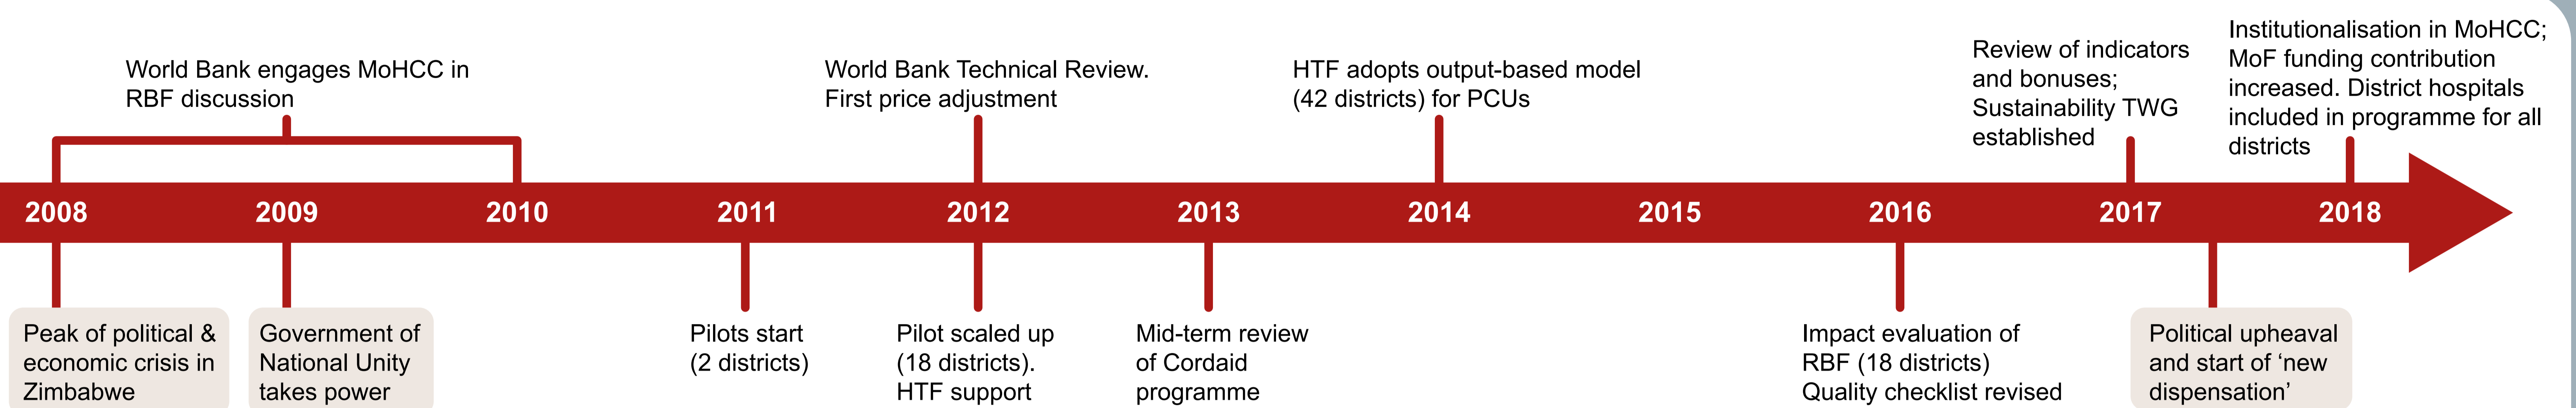 World Bank engages MoHCC in
RBF discussion
World Bank Technical Review.
First price adjustment
HTF adopts output-based model
(42 districts) for PCUs
Review of indicators
and bonuses;
Sustainability TWG
established
Institutionalisation in MoHCC;
MoF funding contribution
increased. District hospitals
included in programme for all
districts
2008 2009 2010 2011 2012 2013 2014 2015 2016 2017 2018
Peak of political &
economic crisis in
Zimbabwe
Government of
National Unity
takes power
Pilots start
(2 districts)
Pilot scaled up
(18 districts).
HTF support
Mid-term review
of Cordaid
programme
Impact evaluation of
RBF (18 districts)
Quality checklist revised
Political upheaval
and start of ‘new
dispensation’